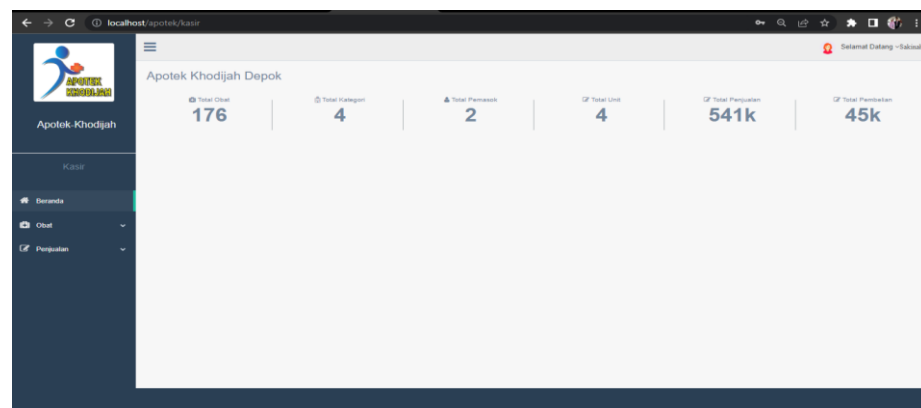 localhost/apotek/kasir
Selamat Datang ~
APOTEK
KHODIJAH
Apotek-Khodijah
Kasir
Beranda
Obat
Penjualan
Apotek Khodijah Depok
Total Obat
176
Total Kategori
4
Total Pemasok
2
Total Unit
4
Total Penjualan
541k
Total Pembelian
45k